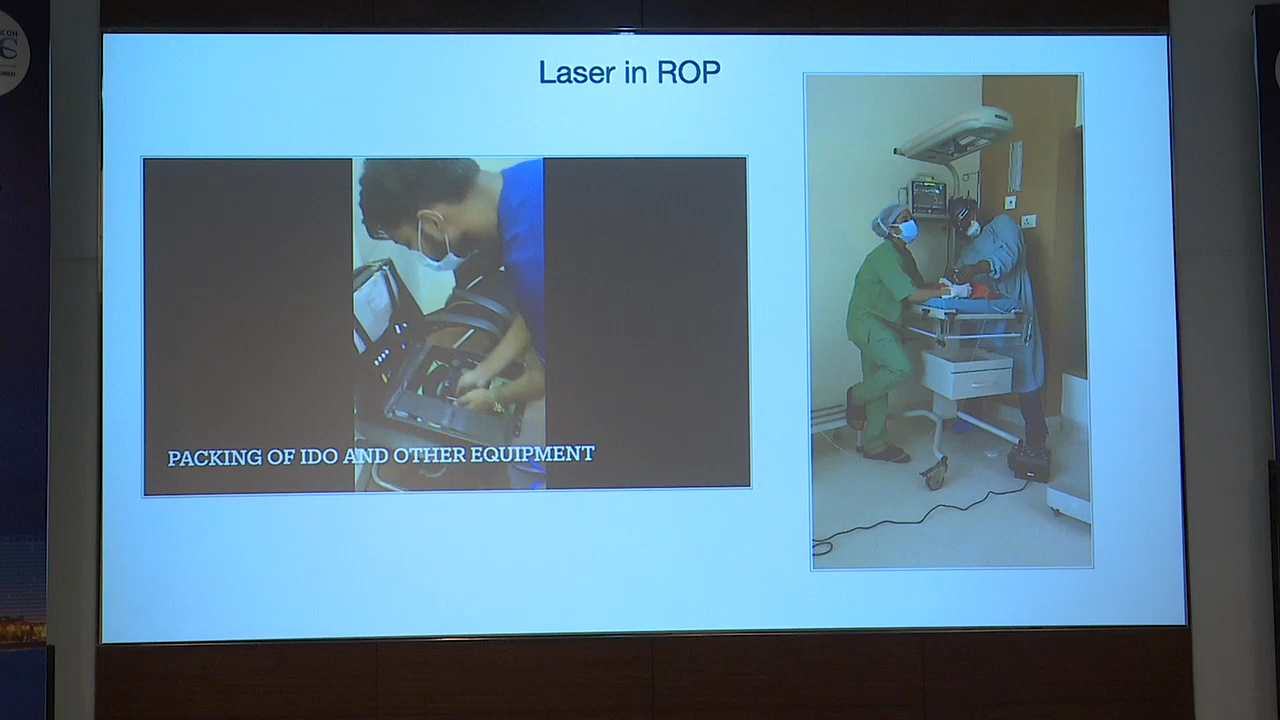 Laser in ROP
PACKING OF IDO AND OTHER EQUIPMENT